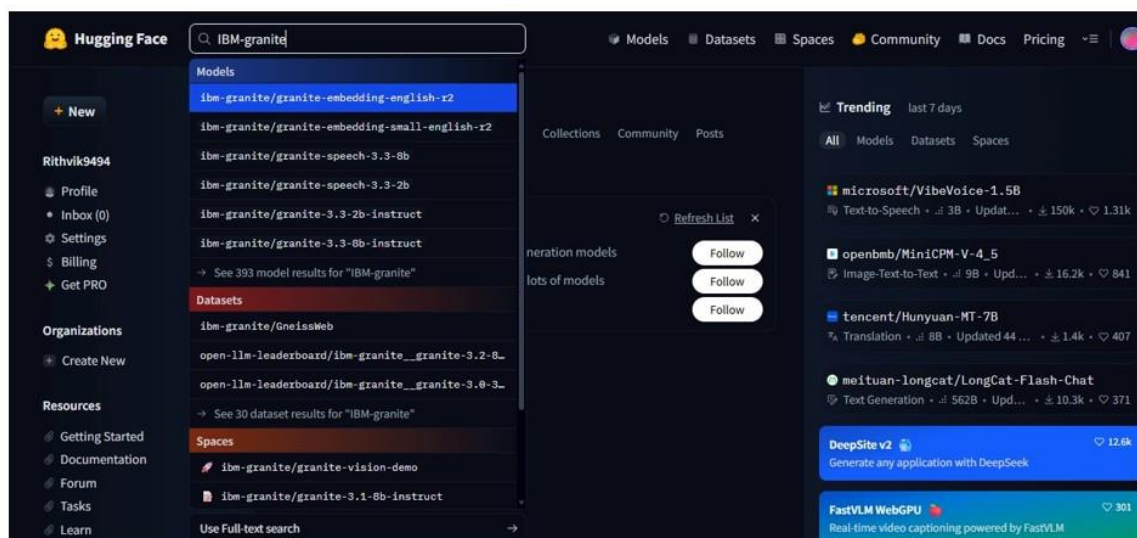 Hugging Face
IBM-granite
Models
Datasets
Spaces
Community
Docs
Pricing
+ New
Rithvik9494
Profile
Inbox (0)
Settings
Billing
Get PRO
Organizations
Create New
Resources
Getting Started
Documentation
Forum
Tasks
Learn
Models
ibm-granite/granite-embedding-english-r2
ibm-granite/granite-embedding-small-english-r2
ibm-granite/granite-speech-3.3-8b
ibm-granite/granite-speech-3.3-2b
ibm-granite/granite-3.3-2b-instruct
ibm-granite/granite-3.3-8b-instruct
→ See 393 model results for "IBM-granite"
Datasets
ibm-granite/GneissWeb
open-llm-leaderboard/ibm-granite__granite-3.2-8…
open-llm-leaderboard/ibm-granite__granite-3.0-3…
→ See 30 dataset results for "IBM-granite"
Spaces
ibm-granite/granite-vision-demo
ibm-granite/granite-3.1-8b-instruct
Use Full-text search →
Collections Community Posts
Refresh List ×
neration models Follow
lots of models Follow
Follow
Trending last 7 days
All Models Datasets Spaces
microsoft/VibeVoice-1.5B
Text-to-Speech • 3B • Updat... • 150k • 1.31k
openbmb/MiniCPM-V-4_5
Image-Text-to-Text • 9B • Upd... • 16.2k • 841
tencent/Hunyuan-MT-7B
Translation • 8B • Updated 44 ... • 1.4k • 407
meituan-longcat/LongCat-Flash-Chat
Text Generation • 562B • Upd... • 10.3k • 371
DeepSite v2 12.6k
Generate any application with DeepSeek
FastVLM WebGPU 301
Real-time video captioning powered by FastVLM